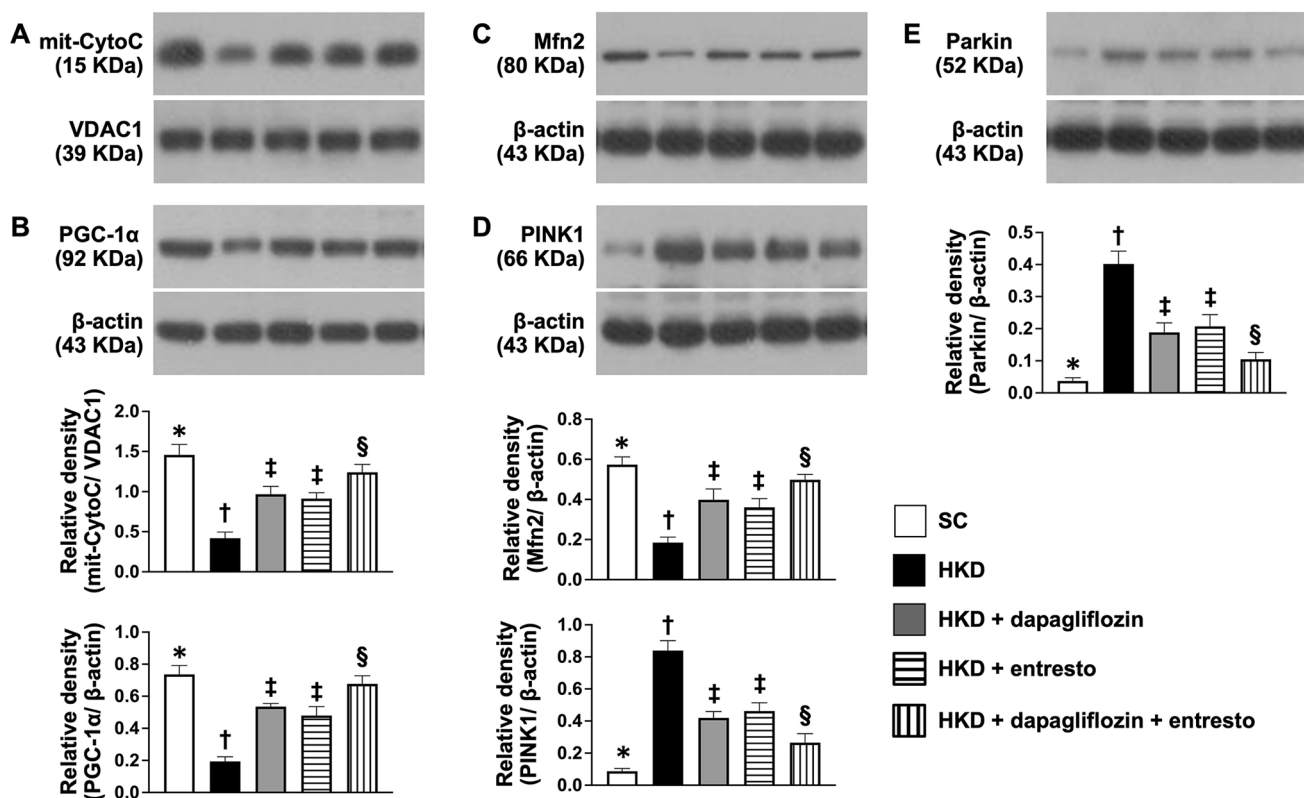 A
mit-CytoC
(15 KDa)
VDAC1
(39 KDa)
B
PGC-1α
(92 KDa)
β-actin
(43 KDa)
Relative density
(mit-CytoC/ VDAC1)
2.0
1.5
1.0
0.5
0.0
*
†
‡
‡
§
Relative density
(PGC-1α/ β-actin)
1.0
0.8
0.6
0.4
0.2
0.0
*
†
‡
‡
§
C
Mfn2
(80 KDa)
β-actin
(43 KDa)
D
PINK1
(66 KDa)
β-actin
(43 KDa)
Relative density
(Mfn2/ β-actin)
0.8
0.6
0.4
0.2
0.0
*
†
‡
‡
§
Relative density
(PINK1/ β-actin)
1.0
0.8
0.6
0.4
0.2
0.0
*
†
‡
‡
§
E
Parkin
(52 KDa)
β-actin
(43 KDa)
Relative density
(Parkin/ β-actin)
0.5
0.4
0.3
0.2
0.1
0.0
*
†
‡
‡
§
SC
HKD
HKD + dapagliflozin
HKD + entresto
HKD + dapagliflozin + entresto